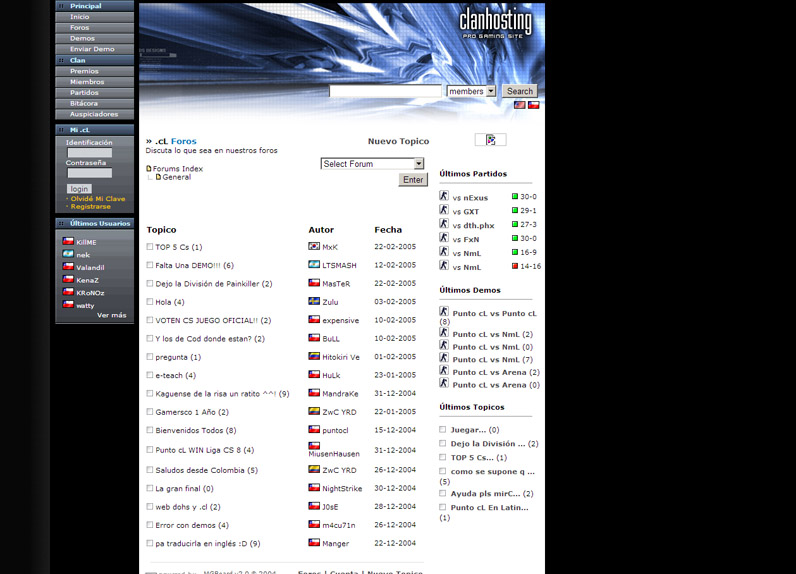 Principal
Inicio
Foros
Demos
Enviar Demo
Clan
Premios
Miembros
Partidos
Bitácora
Auspiciadores
Mi .cL
Identificación
Contraseña
login
· Olvidé Mi Clave
· Registrarse
Últimos Usuarios
KillME
nek
Valandil
KenaZ
KRoNOz
watty
Ver más
clanhosting
PRO GAMING SITE
members
Search
» .cL Foros
Nuevo Topico
Discuta lo que sea en nuestros foros
Select Forum
Forums Index
General
Enter
Topico Autor Fecha
TOP 5 Cs (1) MxK 22-02-2005
Falta Una DEMO!!! (6) LTSMASH 12-02-2005
Dejo la División de Painkiller (2) MasTeR 22-02-2005
Hola (4) Zulu 03-02-2005
VOTEN CS JUEGO OFICIAL!! (2) expensive 10-02-2005
Y los de Cod donde estan? (2) BuLL 10-02-2005
pregunta (1) Hitokiri Ve 01-02-2005
e-teach (4) HuLk 23-01-2005
Kaguense de la risa un ratito ^^! (9) MandraKe 31-12-2004
Gamersco 1 Año (2) ZwC YRD 22-01-2005
Bienvenidos Todos (8) puntocl 15-12-2004
Punto cL WIN Liga CS 8 (4) MiusenHausen 31-12-2004
Saludos desde Colombia (5) ZwC YRD 26-12-2004
La gran final (0) NightStrike 30-12-2004
web dohs y .cl (2) J0sE 28-12-2004
Error con demos (4) m4cu71n 26-12-2004
pa traducirla en inglés :D (9) Manger 22-12-2004
Foros | Cuenta | Nuevo Topico
Últimos Partidos
vs nExus 30-0
vs GXT 29-1
vs dth.phx 27-3
vs FxN 30-0
vs NmL 16-9
vs NmL 14-16
Últimos Demos
Punto cL vs Punto cL
(8)
Punto cL vs NmL (2)
Punto cL vs NmL (0)
Punto cL vs NmL (7)
Punto cL vs Arena (2)
Punto cL vs Arena (0)
Últimos Topicos
Juegar... (0)
Dejo la División ... (2)
TOP 5 Cs... (1)
como se supone q ...
(5)
Ayuda pls mirC... (2)
Punto cL En Latin...
(1)